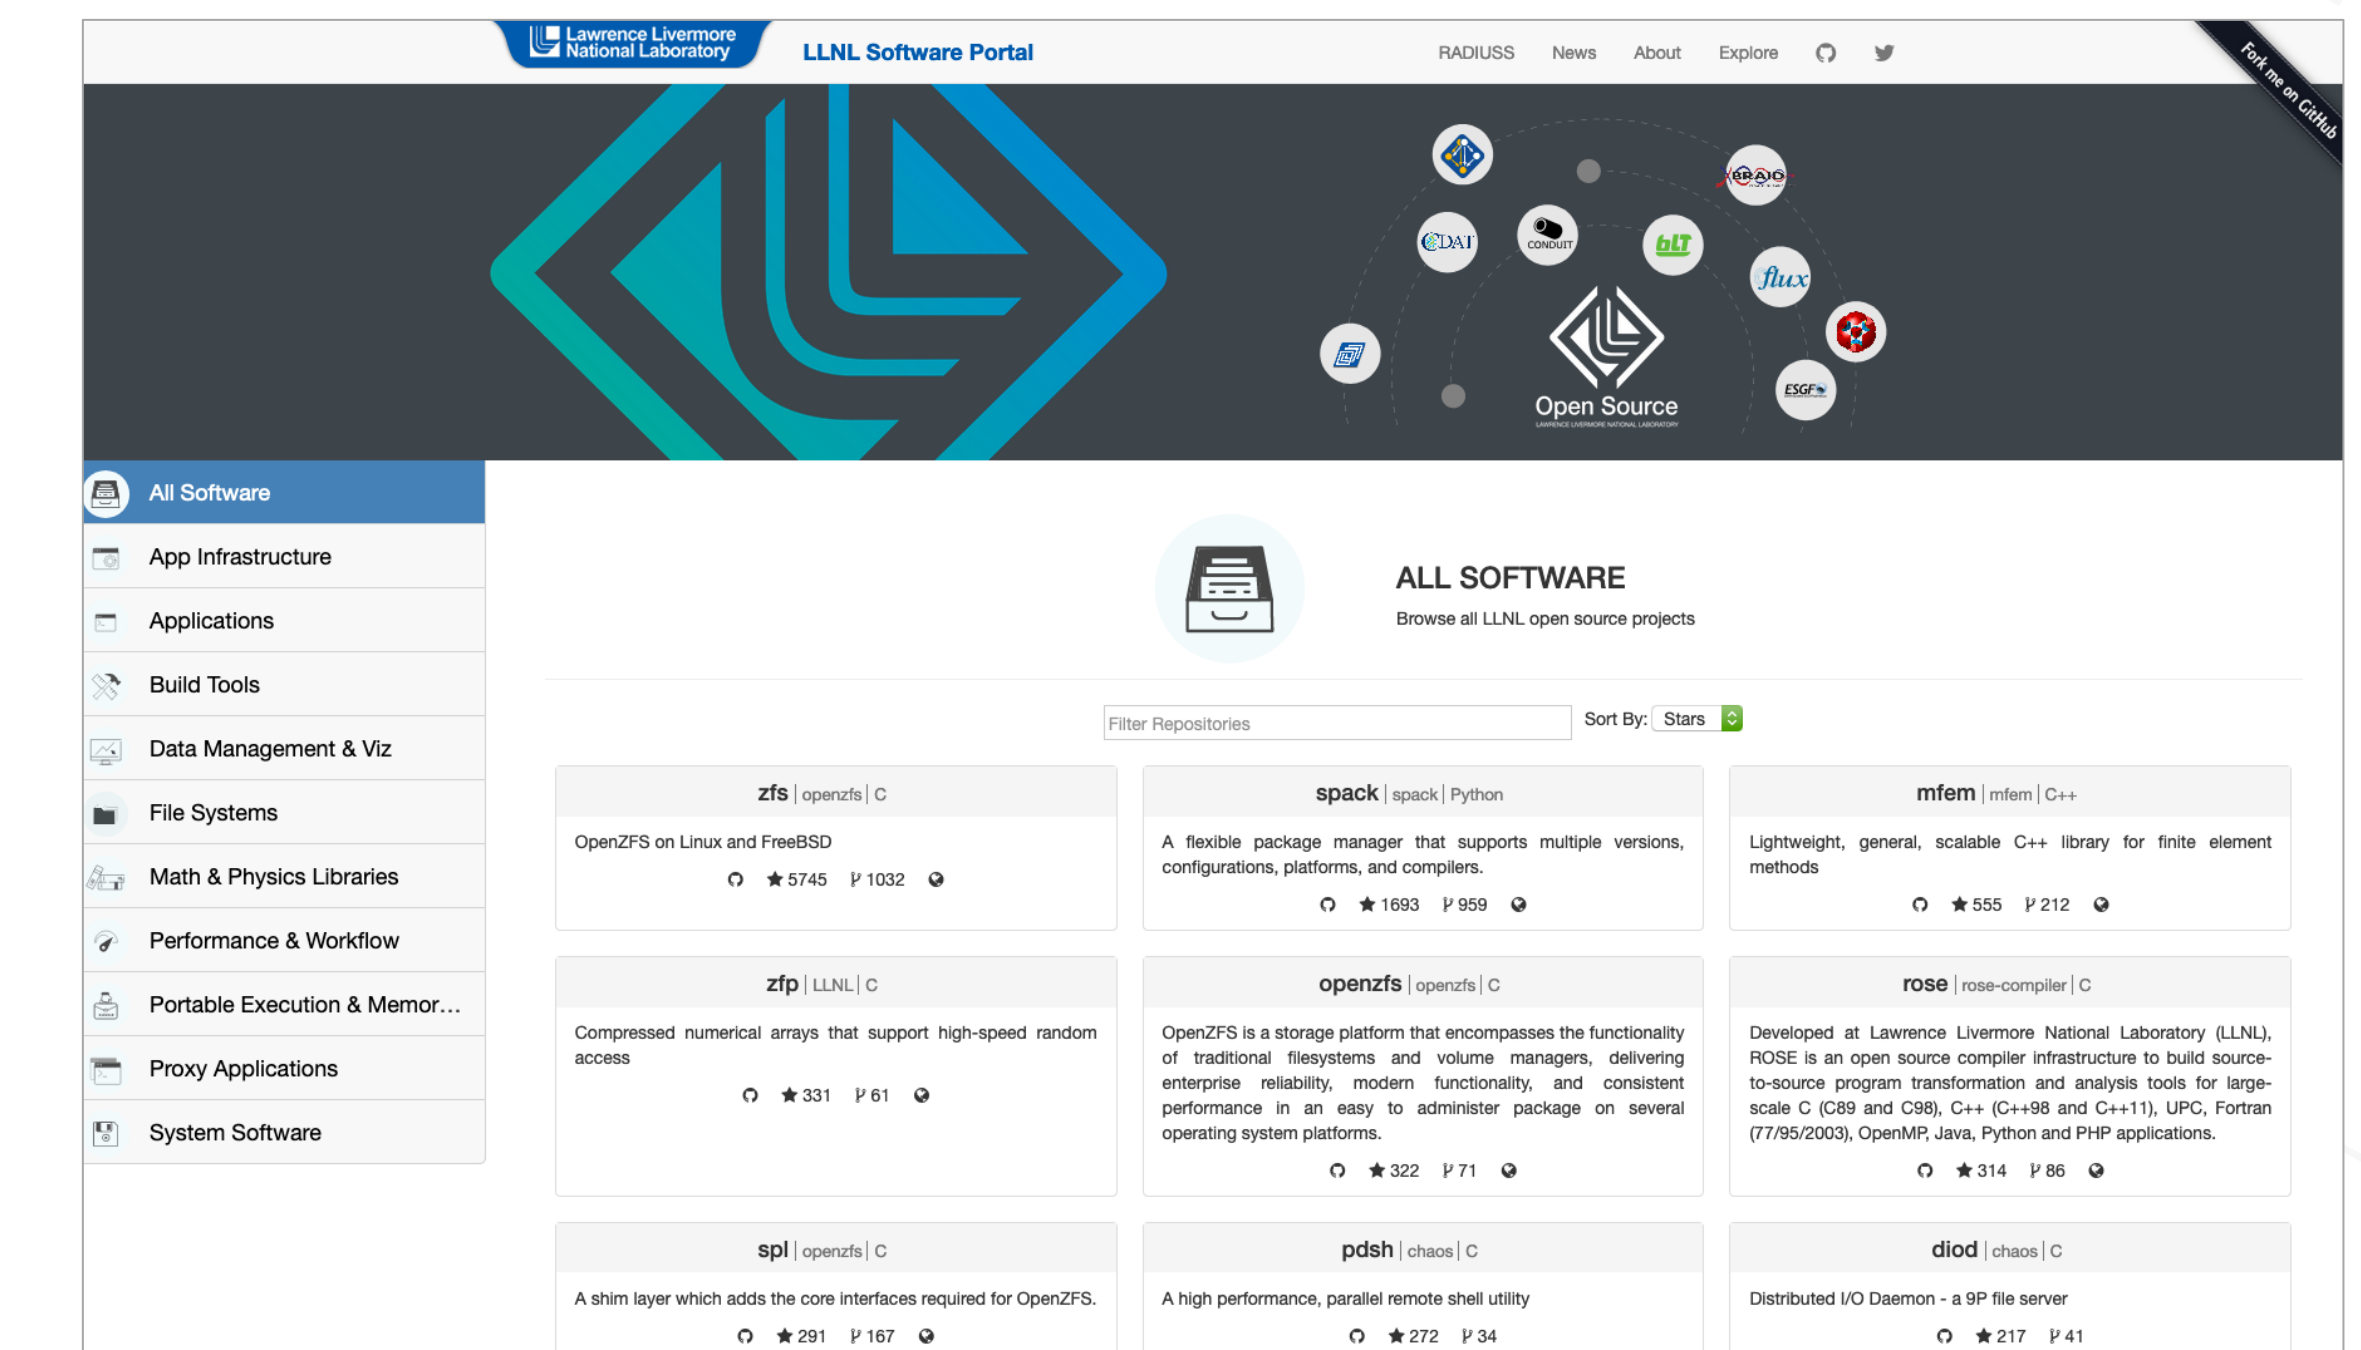 Lawrence Livermore
National Laboratory
LLNL Software Portal
RADIUSS News About Explore
Fork me on GitHub
BRAID
CDAT
CONDUIT
BLT
flux
ESGF
Open Source
LAWRENCE LIVERMORE NATIONAL LABORATORY
All Software
App Infrastructure
Applications
Build Tools
Data Management & Viz
File Systems
Math & Physics Libraries
Performance & Workflow
Portable Execution & Memor...
Proxy Applications
System Software
ALL SOFTWARE
Browse all LLNL open source projects
Filter Repositories
Sort By: Stars
zfs | openzfs | C
OpenZFS on Linux and FreeBSD
5745 1032
spack | spack | Python
A flexible package manager that supports multiple versions,
configurations, platforms, and compilers.
1693 959
mfem | mfem | C++
Lightweight, general, scalable C++ library for finite element
methods
555 212
zfp | LLNL | C
Compressed numerical arrays that support high-speed random
access
331 61
openzfs | openzfs | C
OpenZFS is a storage platform that encompasses the functionality
of traditional filesystems and volume managers, delivering
enterprise reliability, modern functionality, and consistent
performance in an easy to administer package on several
operating system platforms.
322 71
rose | rose-compiler | C
Developed at Lawrence Livermore National Laboratory (LLNL),
ROSE is an open source compiler infrastructure to build source-
to-source program transformation and analysis tools for large-
scale C (C89 and C98), C++ (C++98 and C++11), UPC, Fortran
(77/95/2003), OpenMP, Java, Python and PHP applications.
314 86
spl | openzfs | C
A shim layer which adds the core interfaces required for OpenZFS.
291 167
pdsh | chaos | C
A high performance, parallel remote shell utility
272 34
diod | chaos | C
Distributed I/O Daemon - a 9P file server
217 41